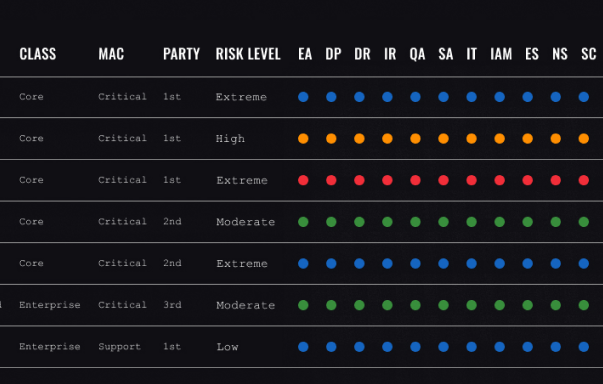 CLASS MAC PARTY RISK LEVEL EA DP DR IR QA SA IT IAM ES NS SC
Core Critical 1st Extreme
Core Critical 1st High
Core Critical 1st Extreme
Core Critical 2nd Moderate
Core Critical 2nd Extreme
Enterprise Critical 3rd Moderate
Enterprise Support 1st Low